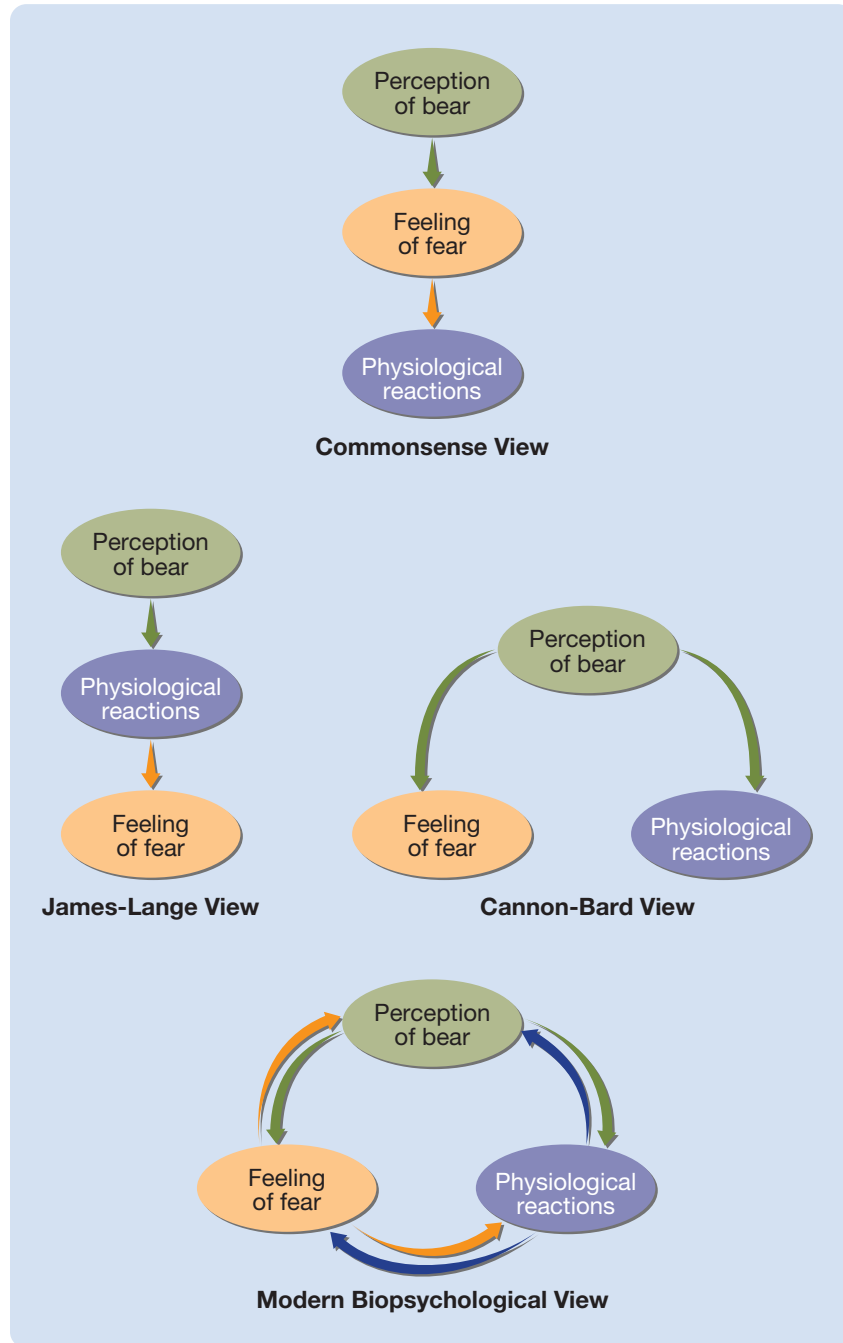 Perception
of bear
Feeling
of fear
Physiological
reactions
Commonsense View
Perception
of bear
Physiological
reactions
Feeling
of fear
James-Lange View
Perception
of bear
Feeling
of fear
Physiological
reactions
Cannon-Bard View
Perception
of bear
Feeling
of fear
Physiological
reactions
Modern Biopsychological View